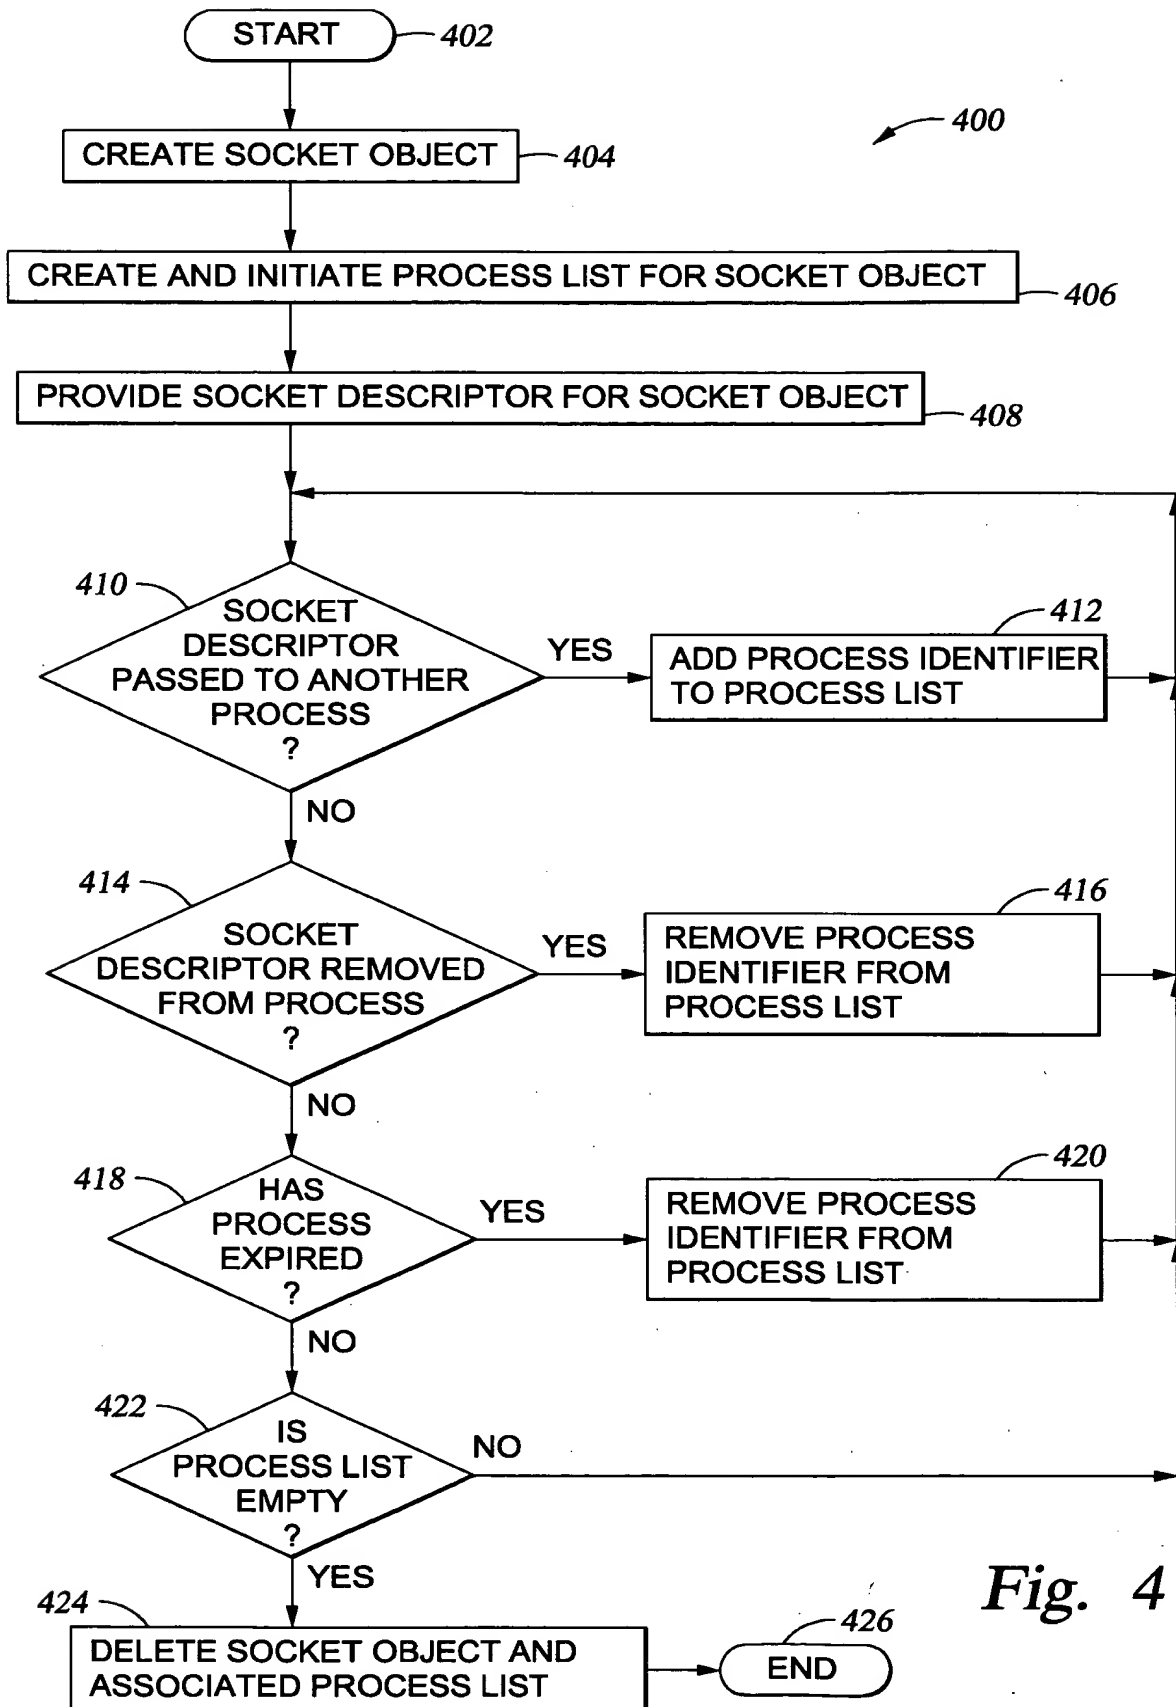 START
402
400
CREATE SOCKET OBJECT
404
CREATE AND INITIATE PROCESS LIST FOR SOCKET OBJECT
406
PROVIDE SOCKET DESCRIPTOR FOR SOCKET OBJECT
408
410
SOCKET
DESCRIPTOR
PASSED TO ANOTHER
PROCESS
?
YES
412
ADD PROCESS IDENTIFIER
TO PROCESS LIST
NO
414
SOCKET
DESCRIPTOR REMOVED
FROM PROCESS
?
YES
416
REMOVE PROCESS
IDENTIFIER FROM
PROCESS LIST
NO
418
HAS
PROCESS
EXPIRED
?
YES
420
REMOVE PROCESS
IDENTIFIER FROM
PROCESS LIST
NO
422
IS
PROCESS LIST
EMPTY
?
NO
YES
424
DELETE SOCKET OBJECT AND
ASSOCIATED PROCESS LIST
426
END
Fig. 4